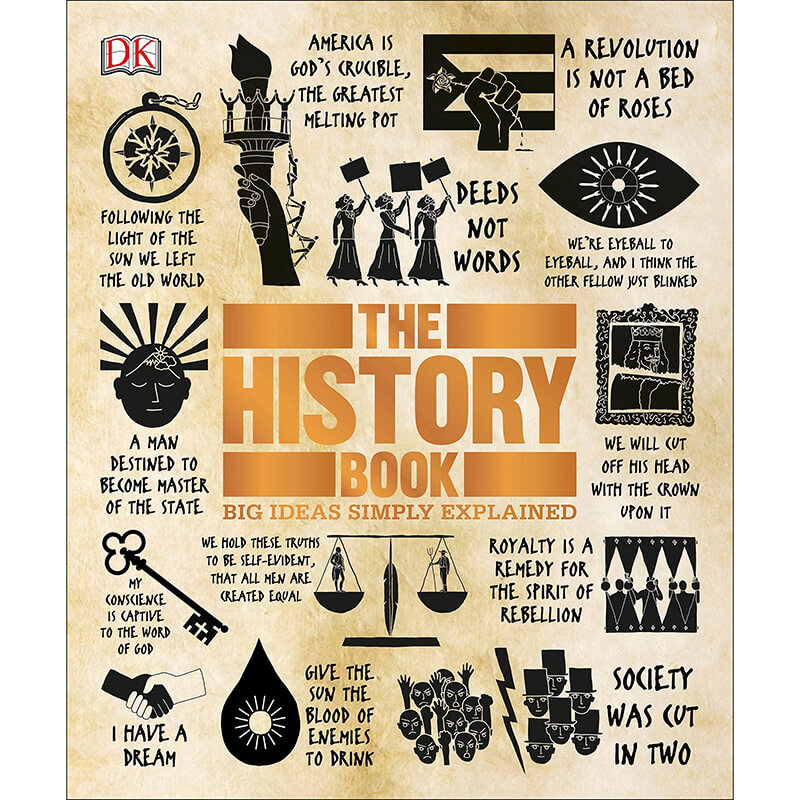 DK
AMERICA IS
GOD'S CRUCIBLE,
THE GREATEST
MELTING POT
A REVOLUTION
IS NOT A BED
OF ROSES
FOLLOWING THE
LIGHT OF THE
SUN WE LEFT
THE OLD WORLD
DEEDS
NOT
WORDS
WE'RE EYEBALL TO
EYEBALL, AND I THINK THE
OTHER FELLOW JUST BLINKED
THE
HISTORY
BOOK
BIG IDEAS SIMPLY EXPLAINED
A MAN
DESTINED TO
BECOME MASTER
OF THE STATE
WE WILL CUT
OFF HIS HEAD
WITH THE CROWN
UPON IT
MY
CONSCIENCE
IS CAPTIVE
TO THE WORD
OF GOD
WE HOLD THESE TRUTHS
TO BE SELF-EVIDENT,
THAT ALL MEN ARE
CREATED EQUAL
ROYALTY IS A
REMEDY FOR
THE SPIRIT OF
REBELLION
I HAVE A
DREAM
GIVE THE
SUN THE
BLOOD OF
ENEMIES
TO DRINK
SOCIETY
WAS CUT
IN TWO